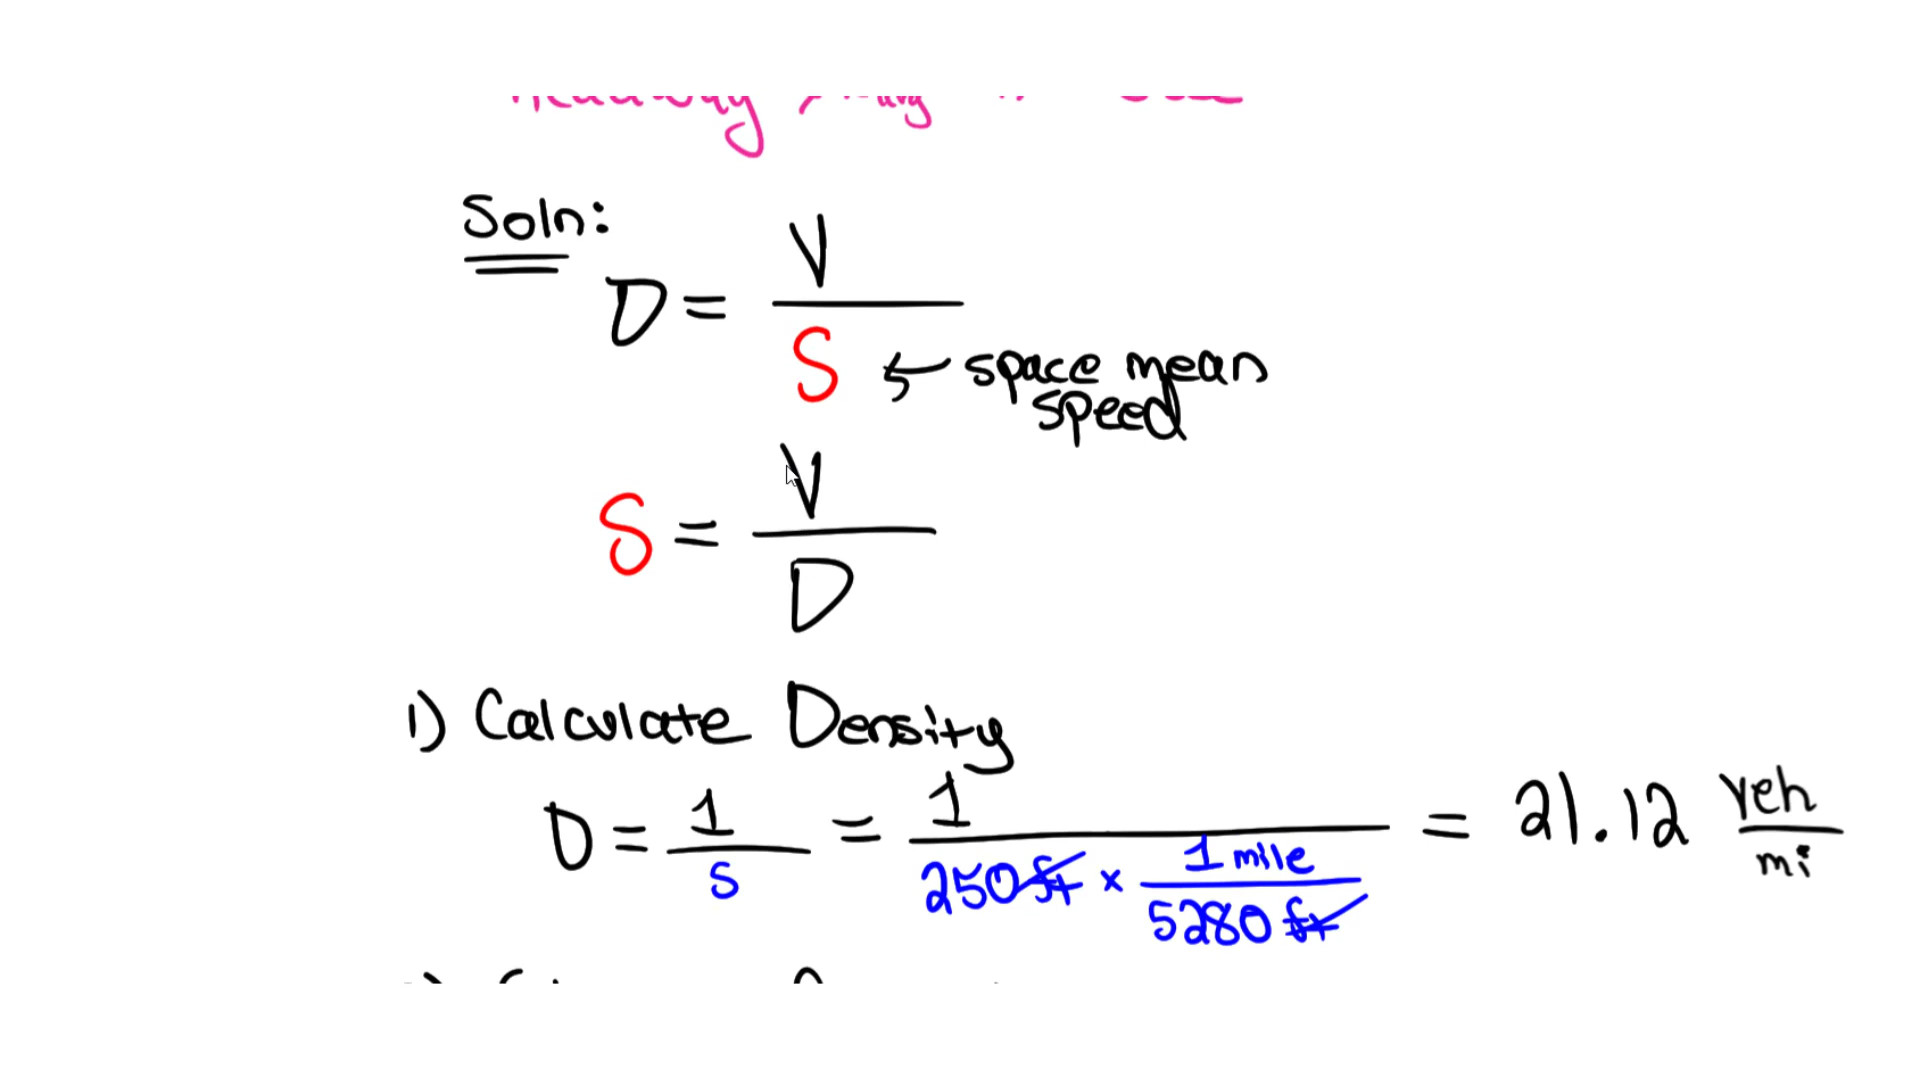 Soln:
D = V / S ← space mean speed
S = V / D
1) Calculate Density
D = 1 / s = 1 / 250 ft × 1 mile / 5280 ft = 21.12 veh / mi